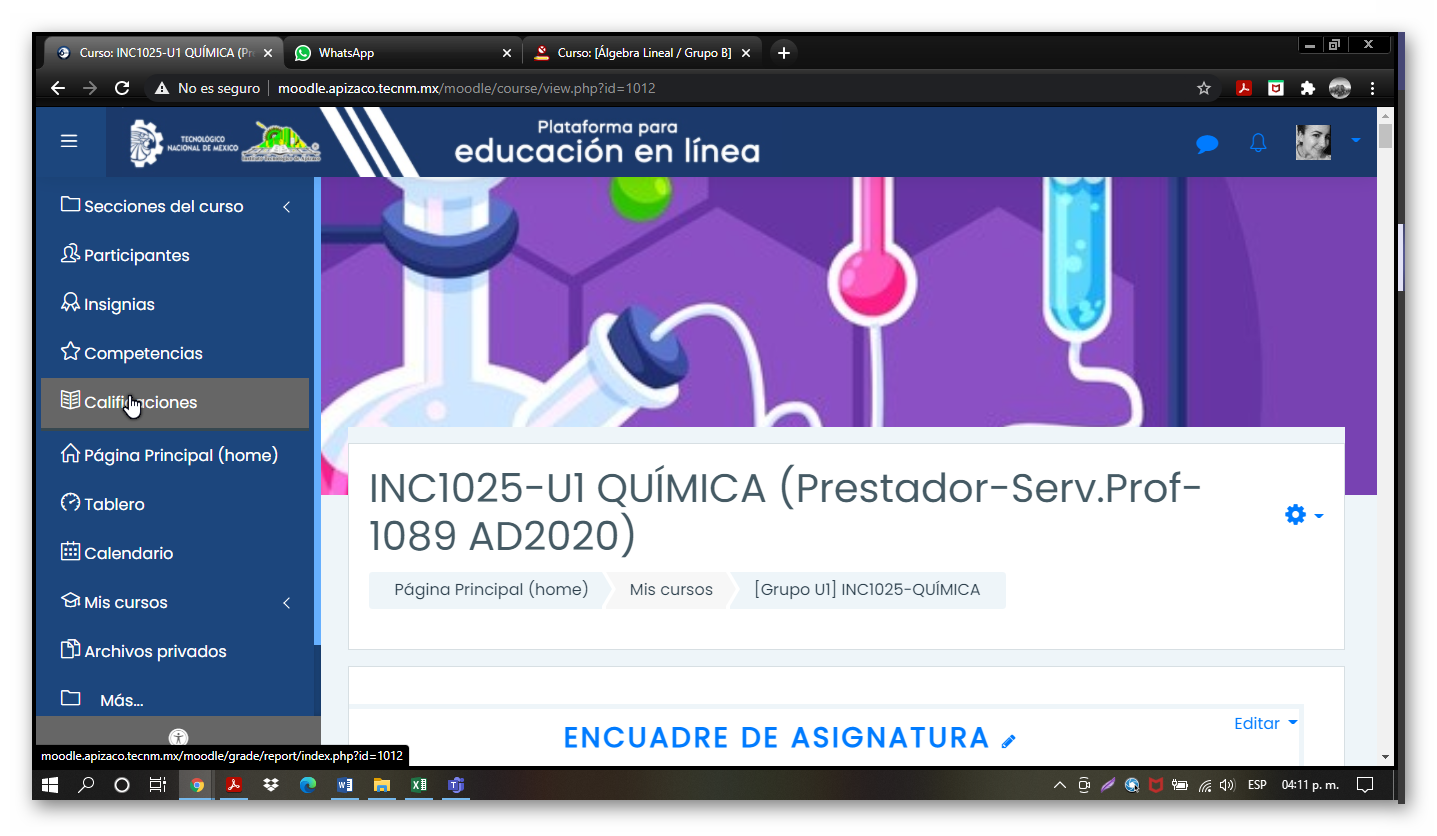 Curso: INC1025-U1 QUÍMICA (Pr
WhatsApp
Curso: [Álgebra Lineal / Grupo B]
No es seguro
moodle.apizaco.tecnm.mx/moodle/course/view.php?id=1012
TECNOLÓGICO
NACIONAL DE MÉXICO
Plataforma para
educación en línea
Secciones del curso
Participantes
Insignias
Competencias
Calificaciones
Página Principal (home)
Tablero
Calendario
Mis cursos
Archivos privados
Más...
INC1025-U1 QUÍMICA (Prestador-Serv.Prof-
1089 AD2020)
Página Principal (home)
Mis cursos
[Grupo U1] INC1025-QUÍMICA
Editar
ENCUADRE DE ASIGNATURA
moodle.apizaco.tecnm.mx/moodle/grade/report/index.php?id=1012
ESP
04:11 p. m.